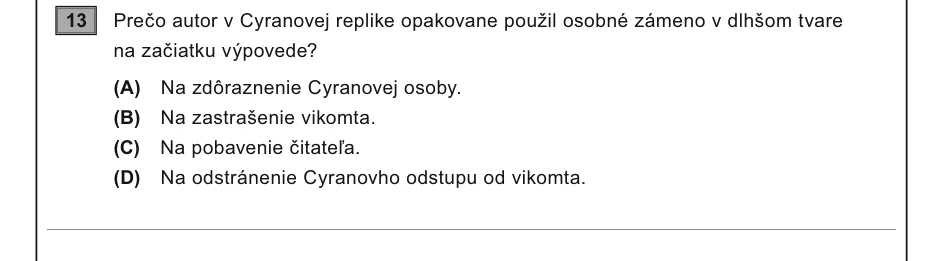 13 Prečo autor v Cyranovej replike opakovane použil osobné zámeno v dlhšom tvare
na začiatku výpovede?
(A) Na zdôraznenie Cyranovej osoby.
(B) Na zastrašenie vikomta.
(C) Na pobavenie čitateľa.
(D) Na odstránenie Cyranovho odstupu od vikomta.